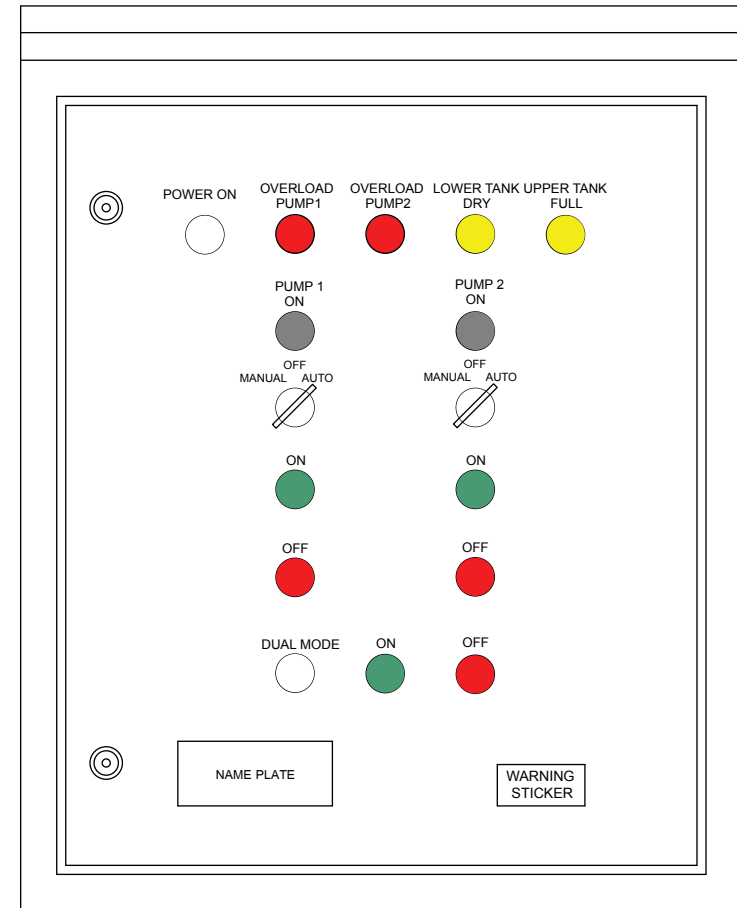 POWER ON
OVERLOAD
PUMP1
OVERLOAD
PUMP2
LOWER TANK
DRY
UPPER TANK
FULL
PUMP 1
ON
PUMP 2
ON
OFF
MANUAL AUTO
OFF
MANUAL AUTO
ON
ON
OFF
OFF
DUAL MODE
ON
OFF
NAME PLATE
WARNING
STICKER